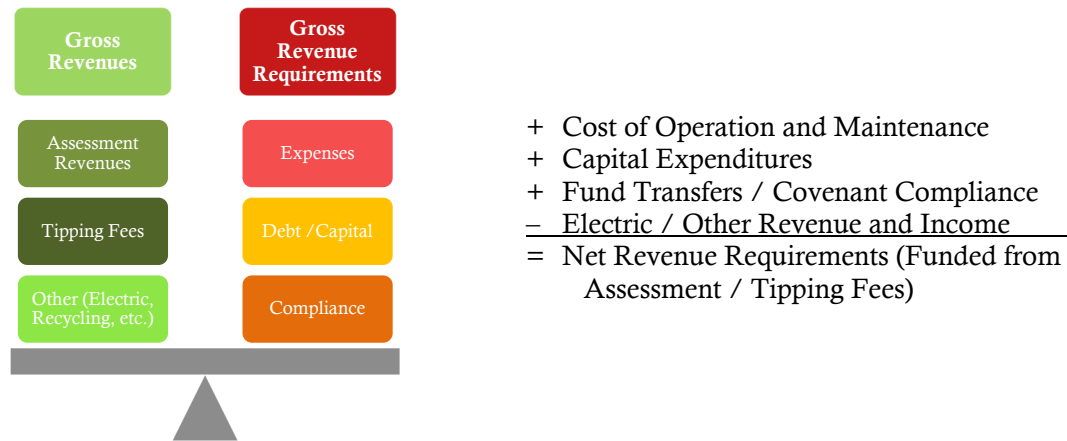 Gross
Revenues
Gross
Revenue
Requirements
Assessment
Revenues
Expenses
Tipping Fees
Debt / Capital
Other (Electric,
Recycling, etc.)
Compliance
+ Cost of Operation and Maintenance
+ Capital Expenditures
+ Fund Transfers / Covenant Compliance
– Electric / Other Revenue and Income
= Net Revenue Requirements (Funded from
Assessment / Tipping Fees)